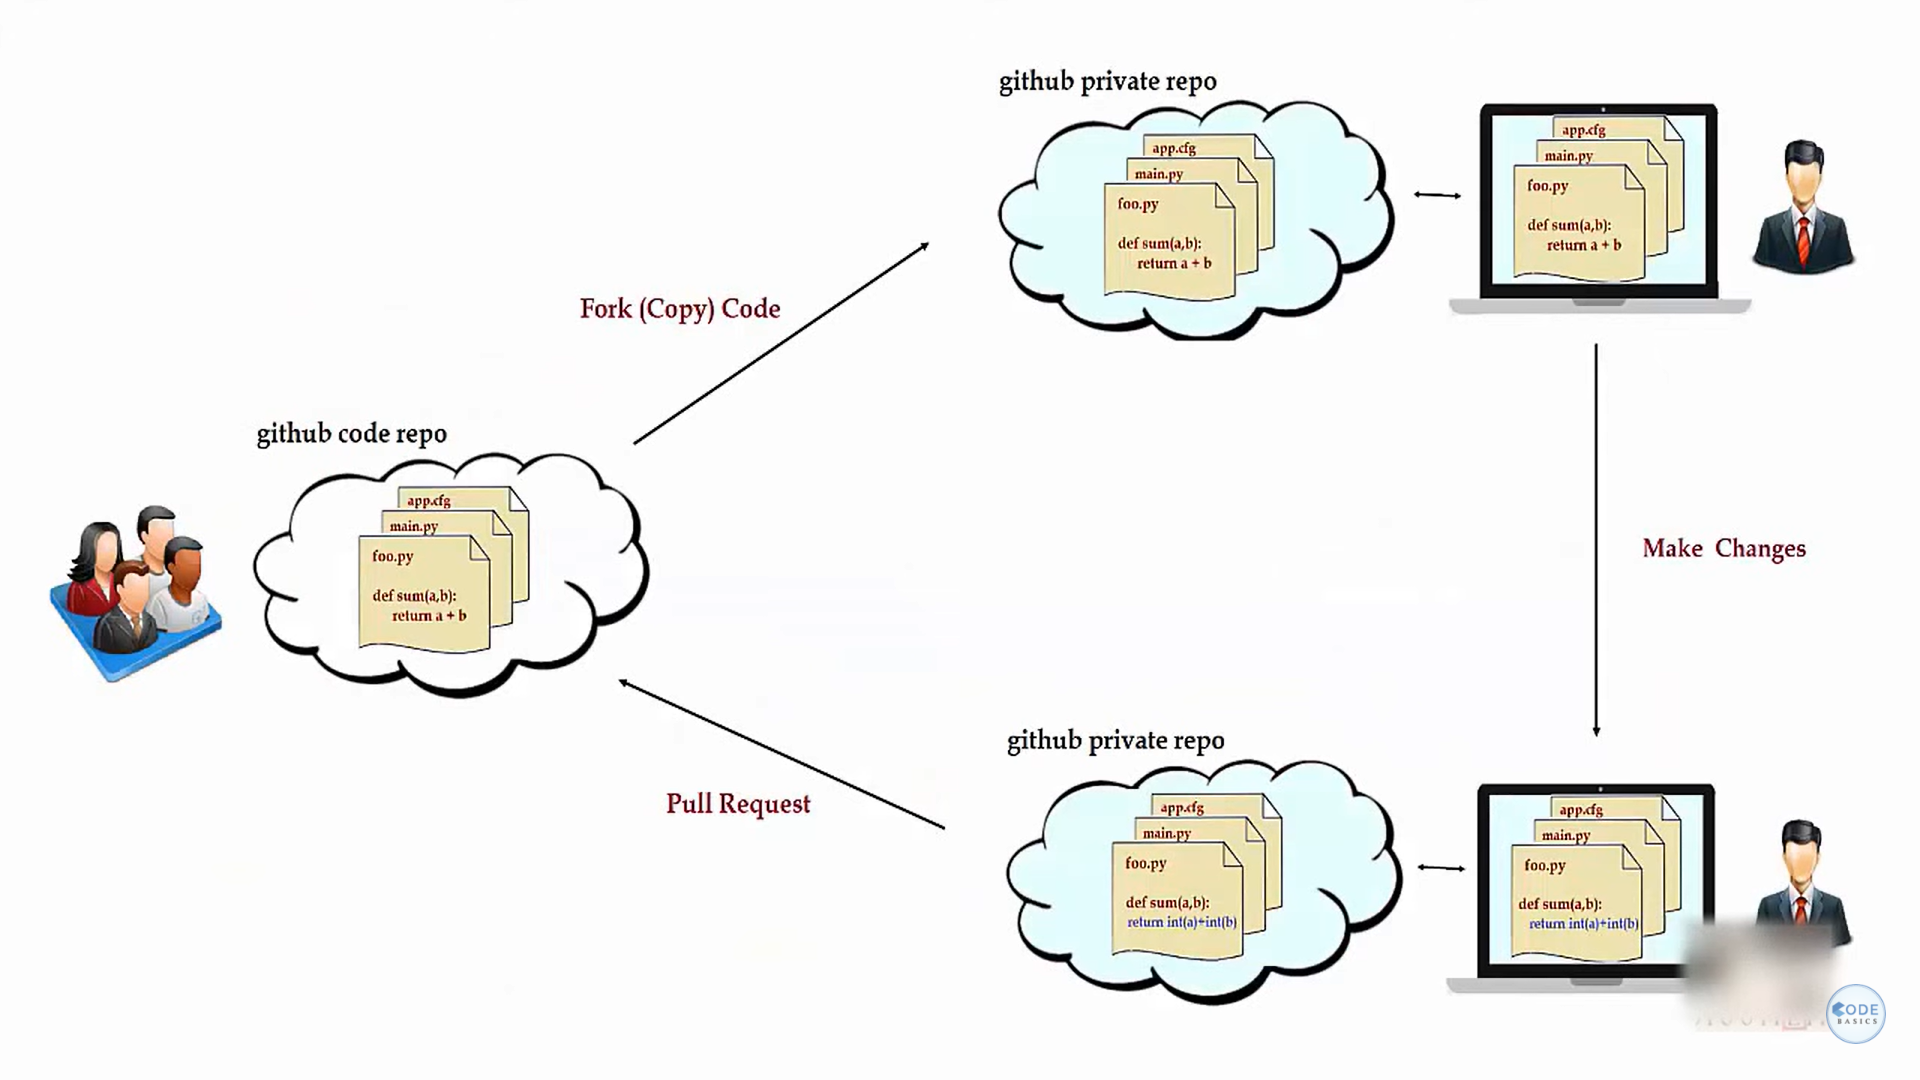 github private repo
app.cfg
main.py
foo.py
def sum(a,b):
return a + b
app.cfg
main.py
foo.py
def sum(a,b):
return a + b
Fork (Copy) Code
github code repo
app.cfg
main.py
foo.py
def sum(a,b):
return a + b
Make Changes
Pull Request
github private repo
app.cfg
main.py
foo.py
def sum(a,b):
return int(a)+int(b)
app.cfg
main.py
foo.py
def sum(a,b):
return int(a)+int(b)
CODE
BASICS